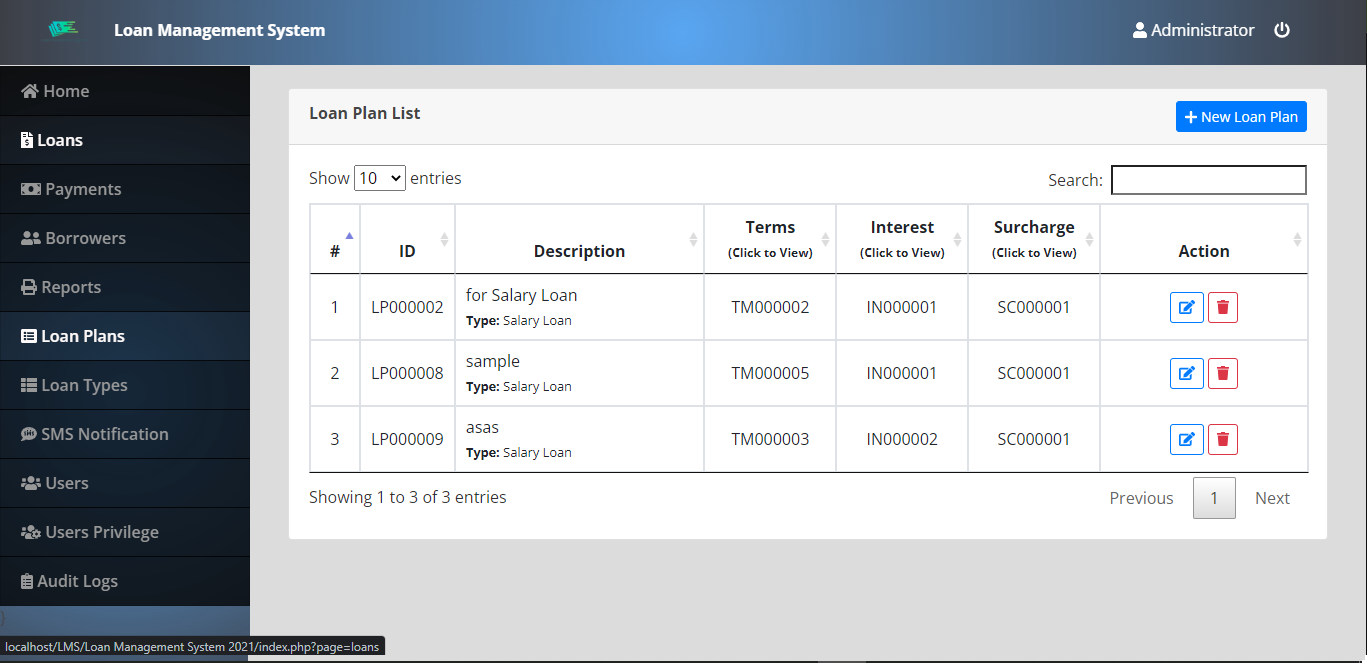 Loan Management System
Administrator
Home
Loans
Payments
Borrowers
Reports
Loan Plans
Loan Types
SMS Notification
Users
Users Privilege
Audit Logs
}
localhost/LMS/Loan Management System 2021/index.php?page=loans
Loan Plan List
New Loan Plan
Show 10 entries
Search:
# ID Description Terms (Click to View) Interest (Click to View) Surcharge (Click to View) Action
1 LP000002 for Salary Loan TM000002 IN000001 SC000001
Type: Salary Loan
2 LP000008 sample TM000005 IN000001 SC000001
Type: Salary Loan
3 LP000009 asas TM000003 IN000002 SC000001
Type: Salary Loan
Showing 1 to 3 of 3 entries
Previous 1 Next